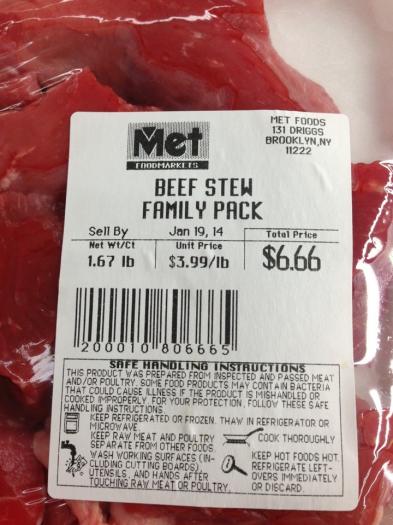 Met
FOODMARKETS
MET FOODS
131 DRIGGS
BROOKLYN,NY
11222
BEEF STEW
FAMILY PACK
Sell By Jan 19, 14 Total Price
Net Wt/Ct Unit Price
1.67 lb $3.99/lb $6.66
200010 806665
SAFE HANDLING INSTRUCTIONS
THIS PRODUCT WAS PREPARED FROM INSPECTED AND PASSED MEAT
AND/OR POULTRY. SOME FOOD PRODUCTS MAY CONTAIN BACTERIA
THAT COULD CAUSE ILLNESS IF THE PRODUCT IS MISHANDLED OR
COOKED IMPROPERLY. FOR YOUR PROTECTION, FOLLOW THESE SAFE
HANDLING INSTRUCTIONS.
KEEP REFRIGERATED OR FROZEN. THAW IN REFRIGERATOR OR
MICROWAVE.
KEEP RAW MEAT AND POULTRY
SEPARATE FROM OTHER FOODS.
WASH WORKING SURFACES (IN-
CLUDING CUTTING BOARDS),
UTENSILS, AND HANDS AFTER
TOUCHING RAW MEAT OR POULTRY.
COOK THOROUGHLY
KEEP HOT FOODS HOT.
REFRIGERATE LEFT-
OVERS IMMEDIATELY
OR DISCARD.